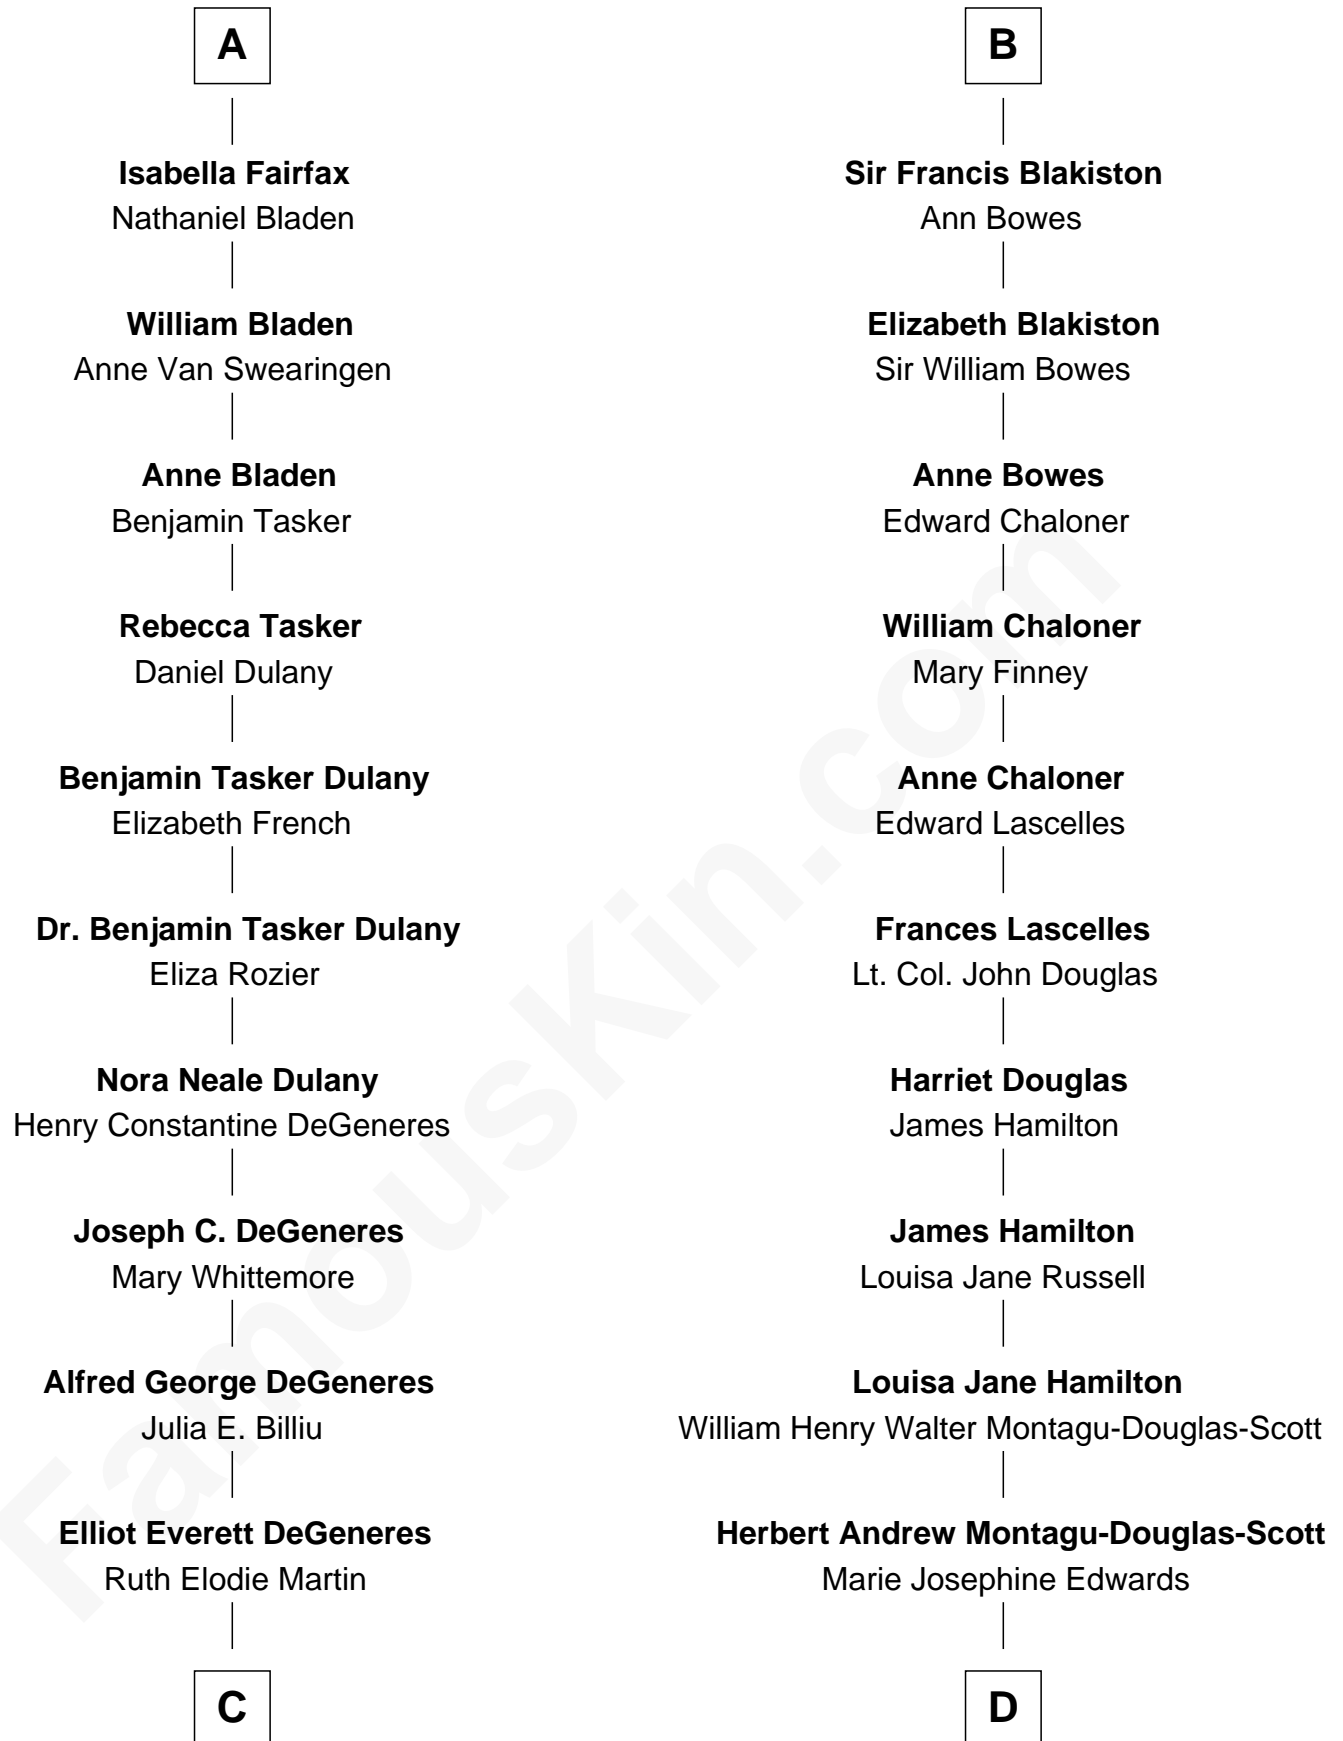 A
Isabella Fairfax
Nathaniel Bladen
William Bladen
Anne Van Swearingen
Anne Bladen
Benjamin Tasker
Rebecca Tasker
Daniel Dulany
Benjamin Tasker Dulany
Elizabeth French
Dr. Benjamin Tasker Dulany
Eliza Rozier
Nora Neale Dulany
Henry Constantine DeGeneres
Joseph C. DeGeneres
Mary Whittemore
Alfred George DeGeneres
Julia E. Billiu
Elliot Everett DeGeneres
Ruth Elodie Martin
C
B
Sir Francis Blakiston
Ann Bowes
Elizabeth Blakiston
Sir William Bowes
Anne Bowes
Edward Chaloner
William Chaloner
Mary Finney
Anne Chaloner
Edward Lascelles
Frances Lascelles
Lt. Col. John Douglas
Harriet Douglas
James Hamilton
James Hamilton
Louisa Jane Russell
Louisa Jane Hamilton
William Henry Walter Montagu-Douglas-Scott
Herbert Andrew Montagu-Douglas-Scott
Marie Josephine Edwards
D
FamousKin.com